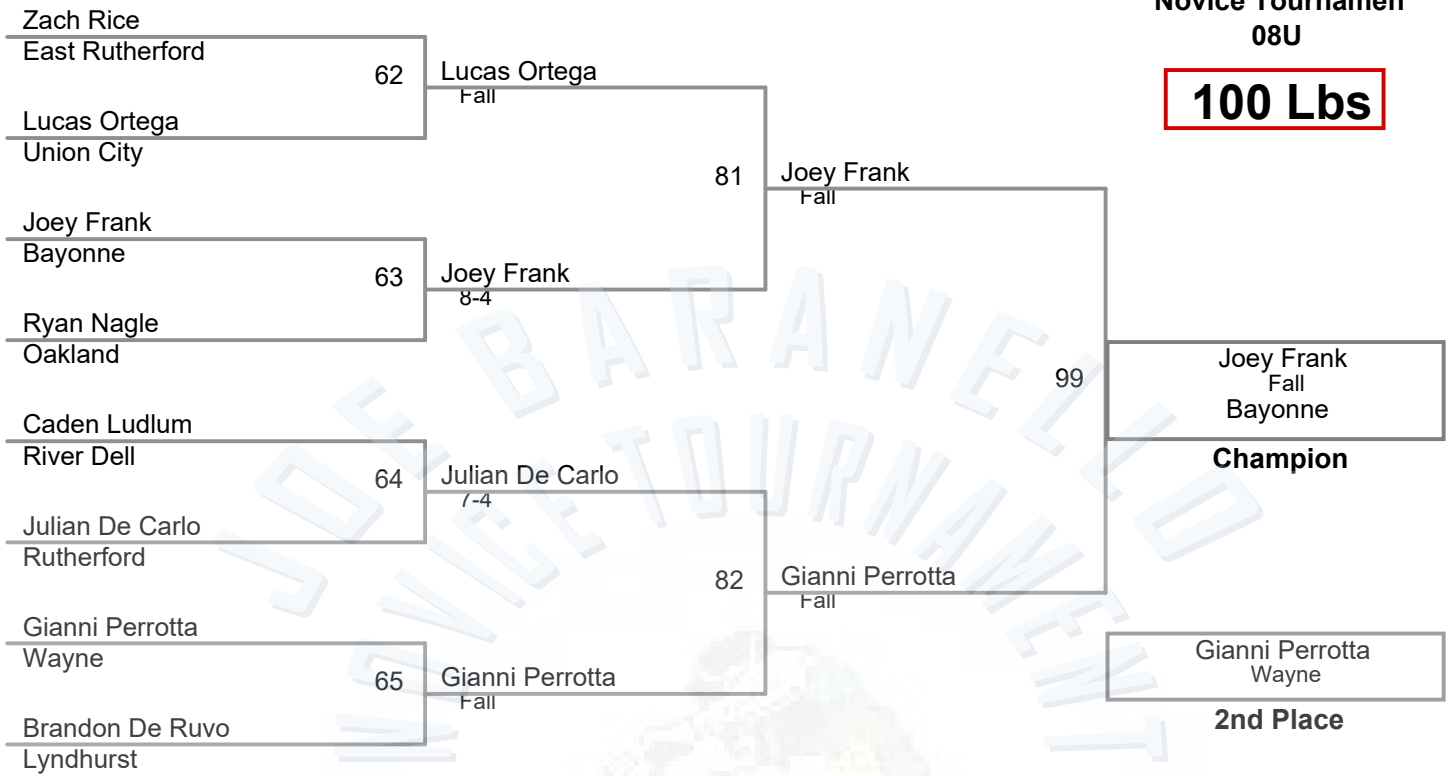 Novice Tournamen
08U
100 Lbs
Zach Rice
East Rutherford
62
Lucas Ortega
Fall
Lucas Ortega
Union City
81
Joey Frank
Fall
Joey Frank
Bayonne
63
Joey Frank
8-4
Ryan Nagle
Oakland
99
Joey Frank
Fall
Bayonne
Champion
Caden Ludlum
River Dell
64
Julian De Carlo
7-4
Julian De Carlo
Rutherford
82
Gianni Perrotta
Fall
Gianni Perrotta
Wayne
65
Gianni Perrotta
Fall
Brandon De Ruvo
Lyndhurst
Gianni Perrotta
Wayne
2nd Place
JOE BARANELLO
NOVICE TOURNAMENT